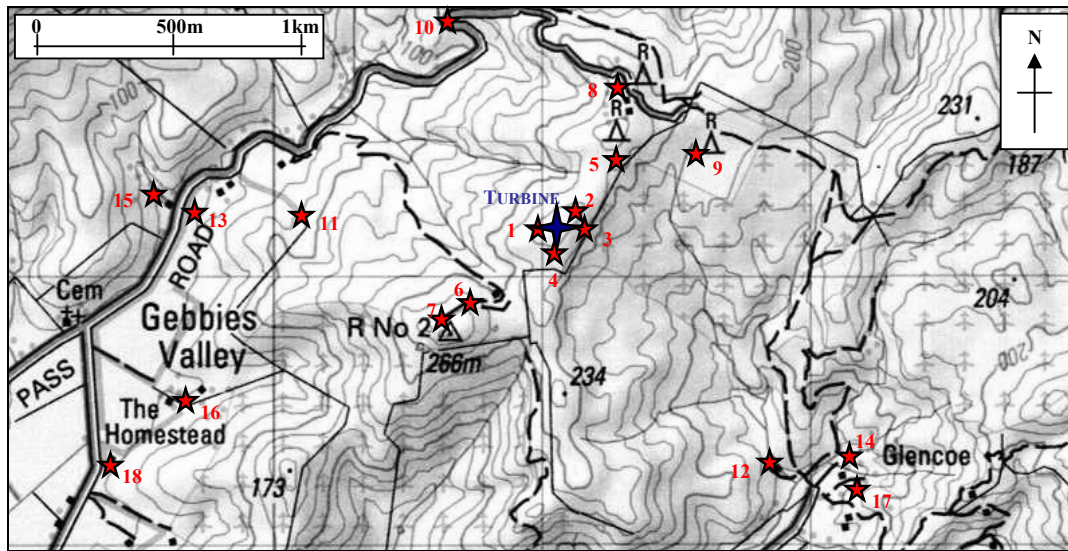 0 500m 1km
N
10
100
100
200
R
8
R
R
231
5
9
187
15
13
11
TURBINE
2
1
3
4
ROAD
Cem
6
7
R No 2
266m
204
Gebbies
Valley
200
PASS
234
16
The
Homestead
14
Glencoe
12
18
173
17